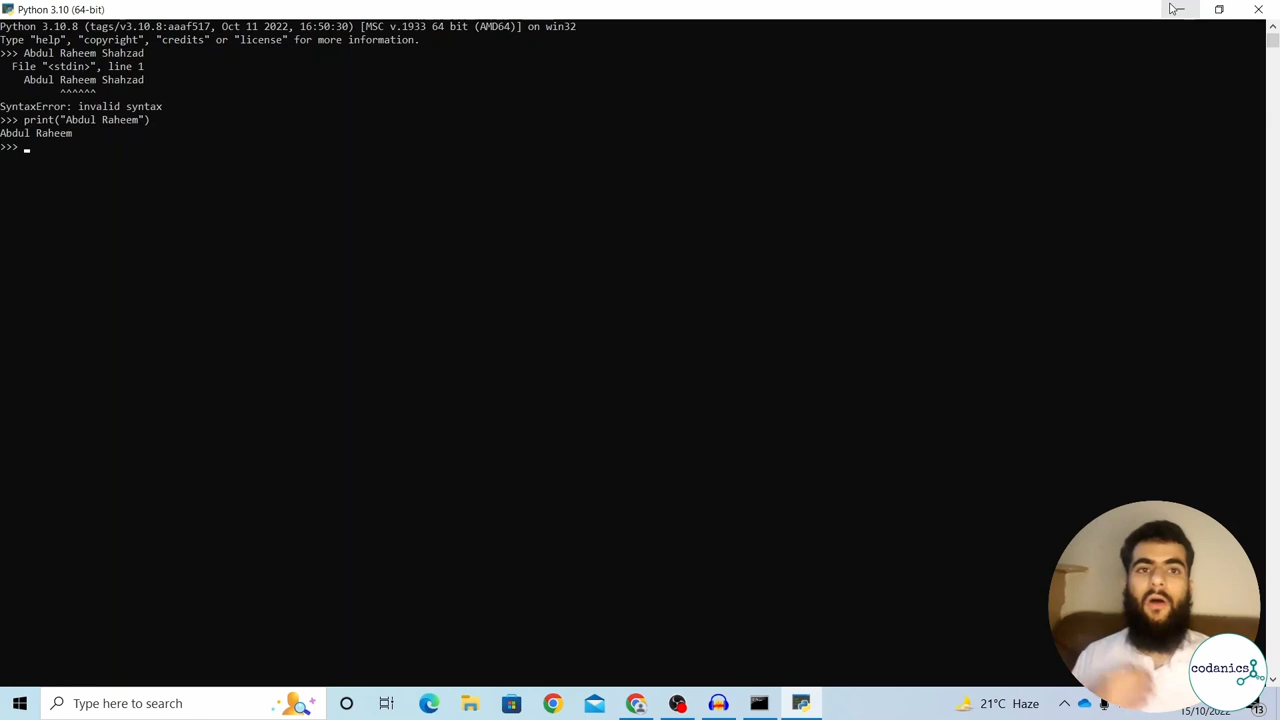 Python 3.10 (64-bit)
Python 3.10.8 (tags/v3.10.8:aaaf517, Oct 11 2022, 16:50:30) [MSC v.1933 64 bit (AMD64)] on win32
Type "help", "copyright", "credits" or "license" for more information.
>>> Abdul Raheem Shahzad
  File "<stdin>", line 1
    Abdul Raheem Shahzad
          ^^^^^^
SyntaxError: invalid syntax
>>> print("Abdul Raheem")
Abdul Raheem
>>> _
codanics
Type here to search
21°C Haze
15/10/2022
13